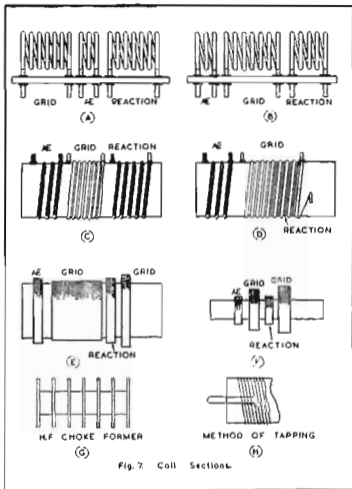 GRID AE REACTION
A
AE GRID REACTION
B
AE GRID REACTION
C
AE GRID
REACTION
D
AE GRID GRID
REACTION
E
AE GRID GRID
REACTION
F
H.F CHOKE FORMER
G
METHOD OF TAPPING
H
Fig. 7. Coil Sections.